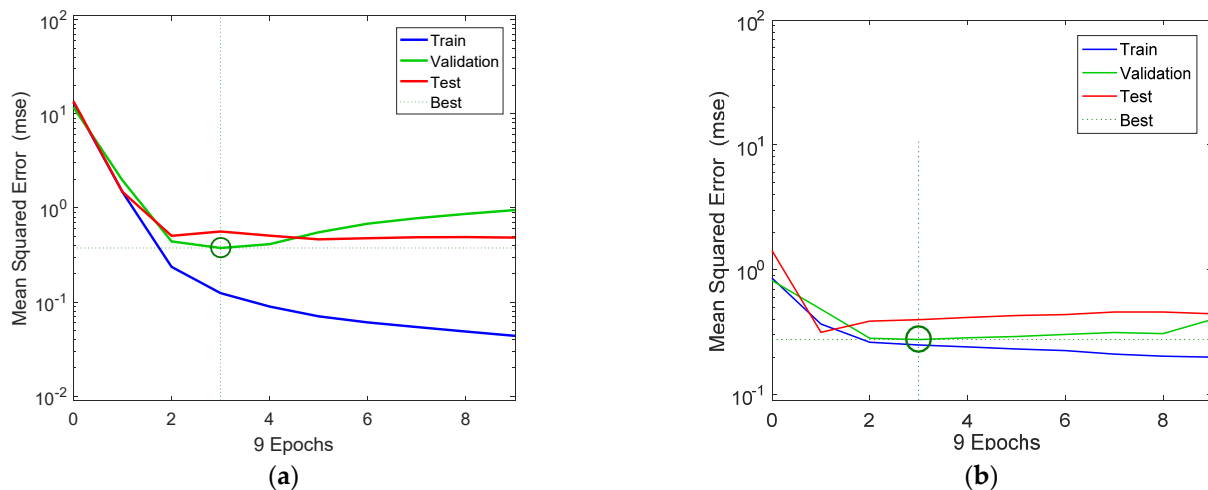 10^2
10^1
10^0
10^-1
10^-2
Mean Squared Error (mse)
Train
Validation
Test
Best
0 2 4 6 8
9 Epochs
(a)
10^2
10^1
10^0
10^-1
Mean Squared Error (mse)
Train
Validation
Test
Best
0 2 4 6 8
9 Epochs
(b)